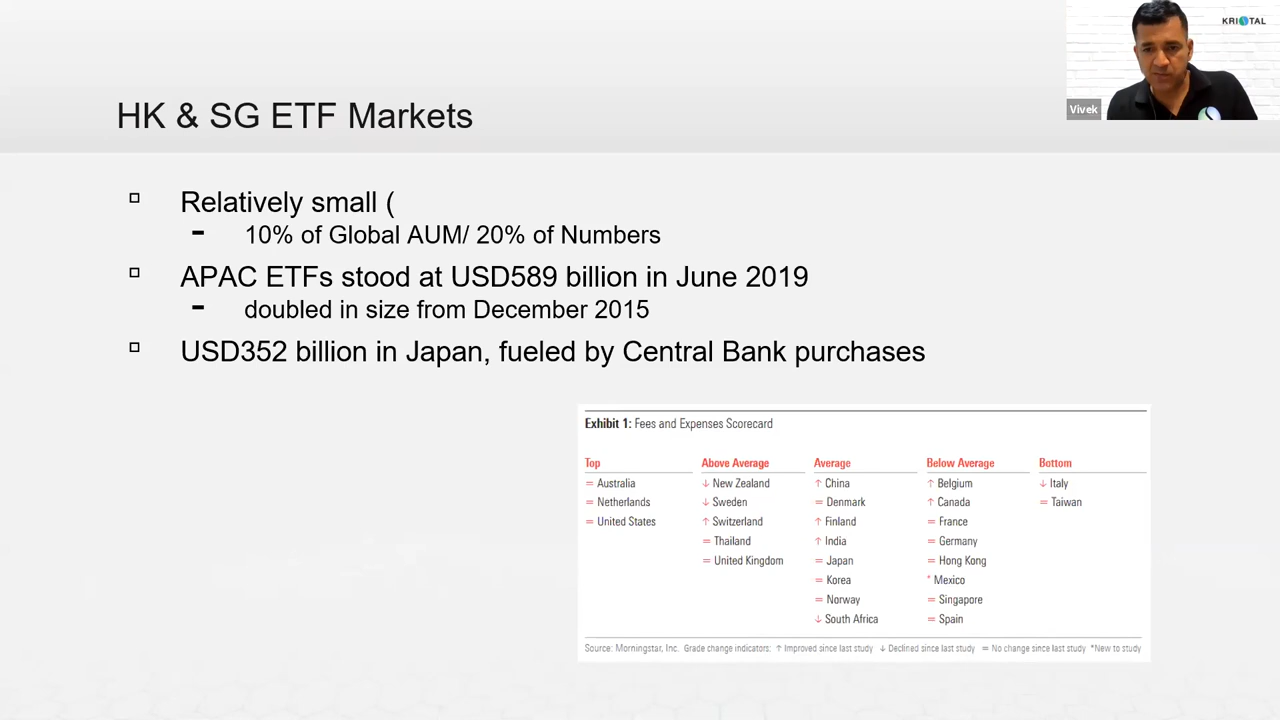 KRISTAL
Vivek
HK & SG ETF Markets
Relatively small (
- 10% of Global AUM/ 20% of Numbers
APAC ETFs stood at USD589 billion in June 2019
- doubled in size from December 2015
USD352 billion in Japan, fueled by Central Bank purchases
Exhibit 1: Fees and Expenses Scorecard
Top Above Average Average Below Average Bottom
= Australia ↓ New Zealand ↑ China ↑ Belgium ↓ Italy
= Netherlands ↓ Sweden = Denmark ↑ Canada = Taiwan
= United States ↑ Switzerland ↑ Finland = France
= Thailand ↑ India = Germany
= United Kingdom = Japan = Hong Kong
= Korea * Mexico
= Norway = Singapore
↓ South Africa = Spain
Source: Morningstar, Inc. Grade change indicators: ↑ Improved since last study ↓ Declined since last study = No change since last study *New to study